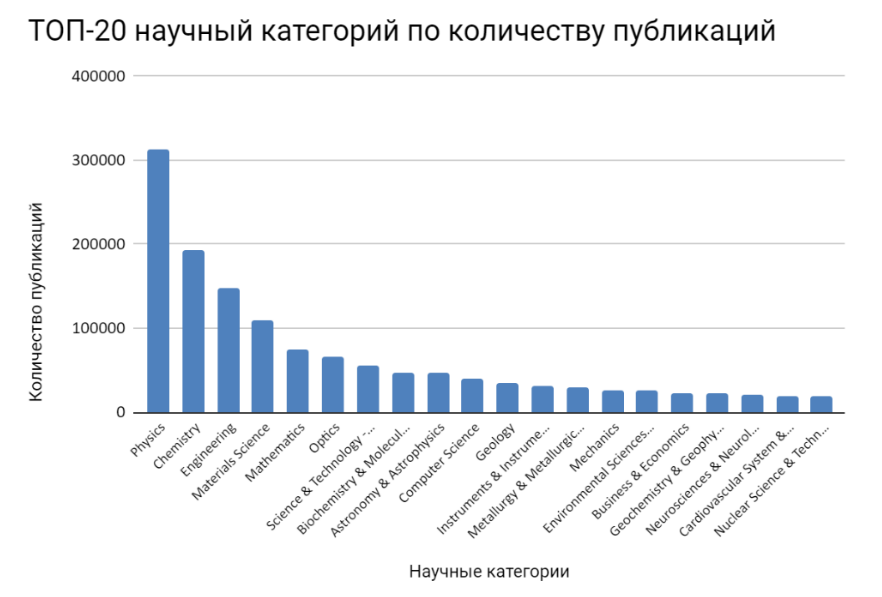 ТОП-20 научный категорий по количеству публикаций
Количество публикаций
400000
300000
200000
100000
0
Physics
Chemistry
Engineering
Materials Science
Mathematics
Optics
Science & Technology -...
Biochemistry & Molecul...
Astronomy & Astrophysics
Computer Science
Geology
Instruments & Instrume...
Metallurgy & Metallurgic...
Mechanics
Environmental Sciences...
Business & Economics
Geochemistry & Geophy...
Neurosciences & Neurol...
Cardiovascular System &...
Nuclear Science & Techn...
Научные категории